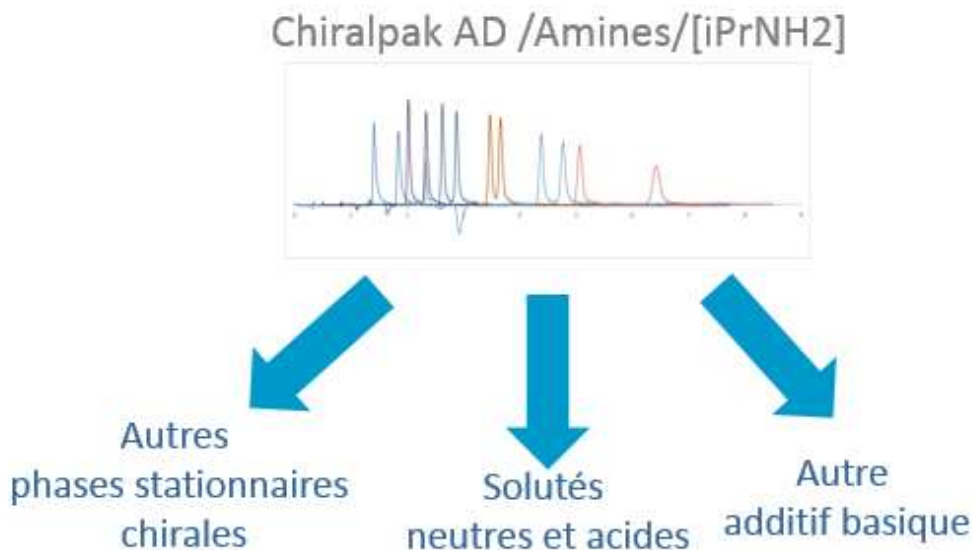 Chiralpak AD /Amines/[iPrNH2]
Autres
phases stationnaires
chirales
Solutés
neutres et acides
Autre
additif basique